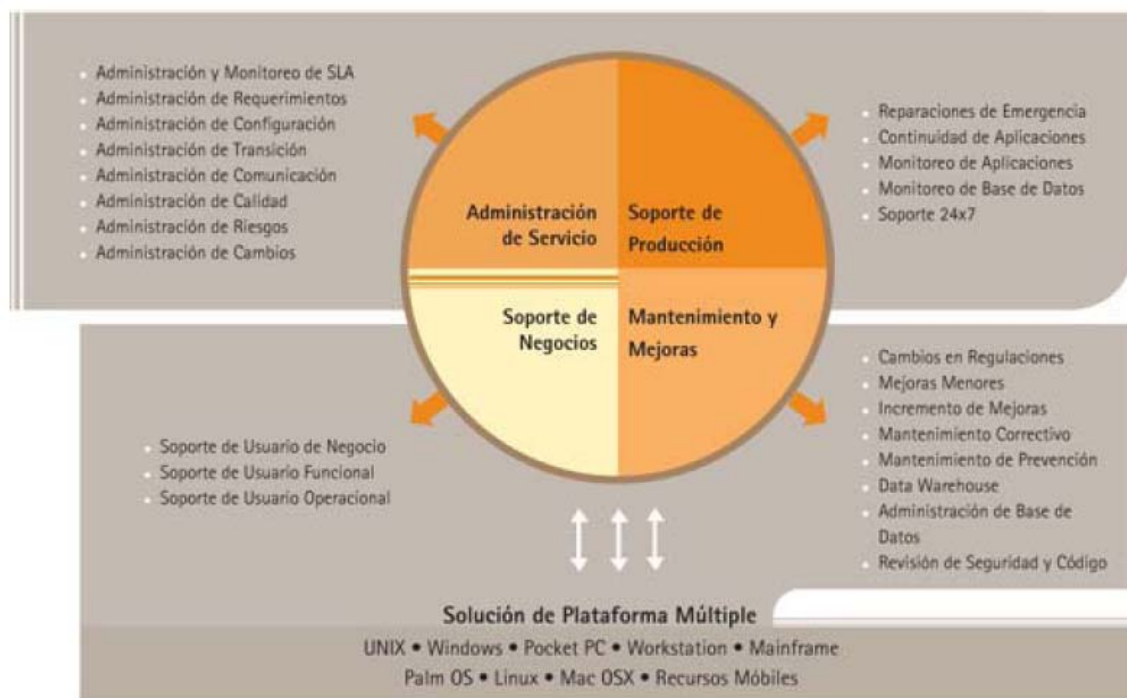 Administración y Monitoreo de SLA
Administración de Requerimientos
Administración de Configuración
Administración de Transición
Administración de Comunicación
Administración de Calidad
Administración de Riesgos
Administración de Cambios
Administración
de Servicio
Soporte de
Producción
Reparaciones de Emergencia
Continuidad de Aplicaciones
Monitoreo de Aplicaciones
Monitoreo de Base de Datos
Soporte 24x7
Soporte de
Negocios
Mantenimiento y
Mejoras
Soporte de Usuario de Negocio
Soporte de Usuario Funcional
Soporte de Usuario Operacional
Cambios en Regulaciones
Mejoras Menores
Incremento de Mejoras
Mantenimiento Correctivo
Mantenimiento de Prevención
Data Warehouse
Administración de Base de
Datos
Revisión de Seguridad y Código
Solución de Plataforma Múltiple
UNIX • Windows • Pocket PC • Workstation • Mainframe
Palm OS • Linux • Mac OSX • Recursos Móbiles